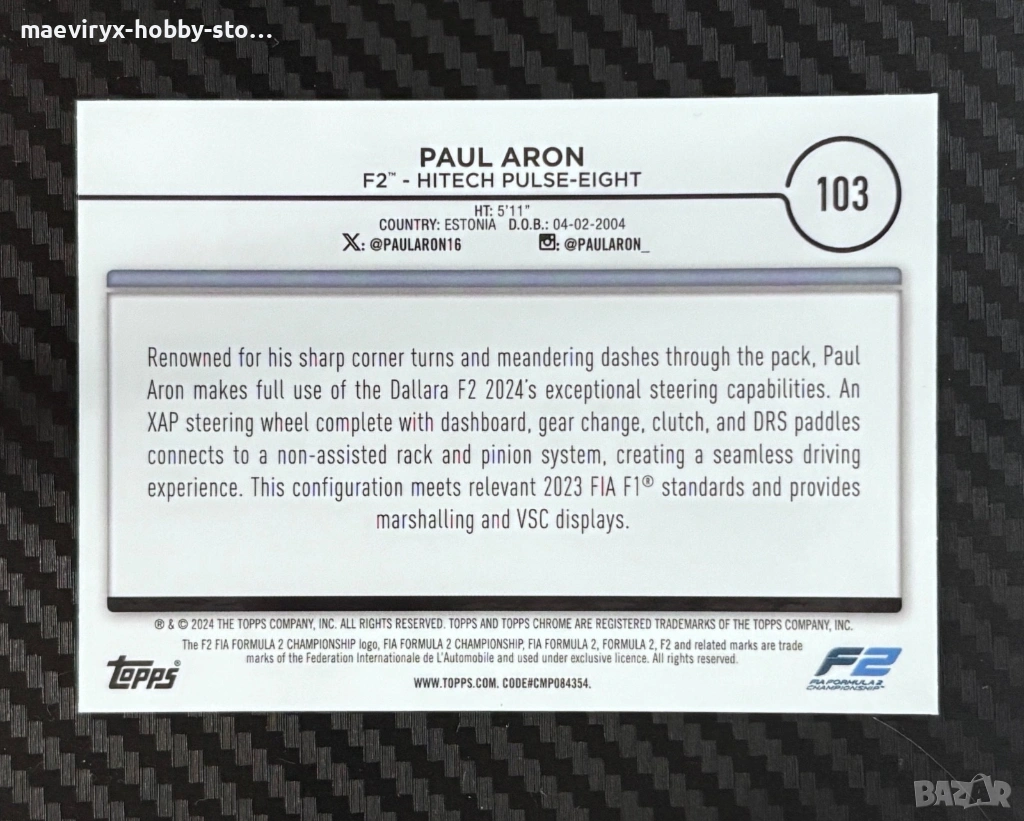 maeviryx-hobby-sto...
PAUL ARON
F2™ - HITECH PULSE-EIGHT
103
HT: 5'11"
COUNTRY: ESTONIA D.O.B.: 04-02-2004
X: @PAULARON16 : @PAULARON_
Renowned for his sharp corner turns and meandering dashes through the pack, Paul
Aron makes full use of the Dallara F2 2024's exceptional steering capabilities. An
XAP steering wheel complete with dashboard, gear change, clutch, and DRS paddles
connects to a non-assisted rack and pinion system, creating a seamless driving
experience. This configuration meets relevant 2023 FIA F1® standards and provides
marshalling and VSC displays.
® & © 2024 THE TOPPS COMPANY, INC. ALL RIGHTS RESERVED. TOPPS AND TOPPS CHROME ARE REGISTERED TRADEMARKS OF THE TOPPS COMPANY, INC.
The F2 FIA FORMULA 2 CHAMPIONSHIP logo, FIA FORMULA 2 CHAMPIONSHIP, FIA FORMULA 2, FORMULA 2, F2 and related marks are trade
marks of the Federation Internationale de L'Automobile and used under exclusive licence. All rights reserved.
WWW.TOPPS.COM. CODE#CMP084354.
topps®
F2
FIA FORMULA 2
CHAMPIONSHIP™
BAZAR